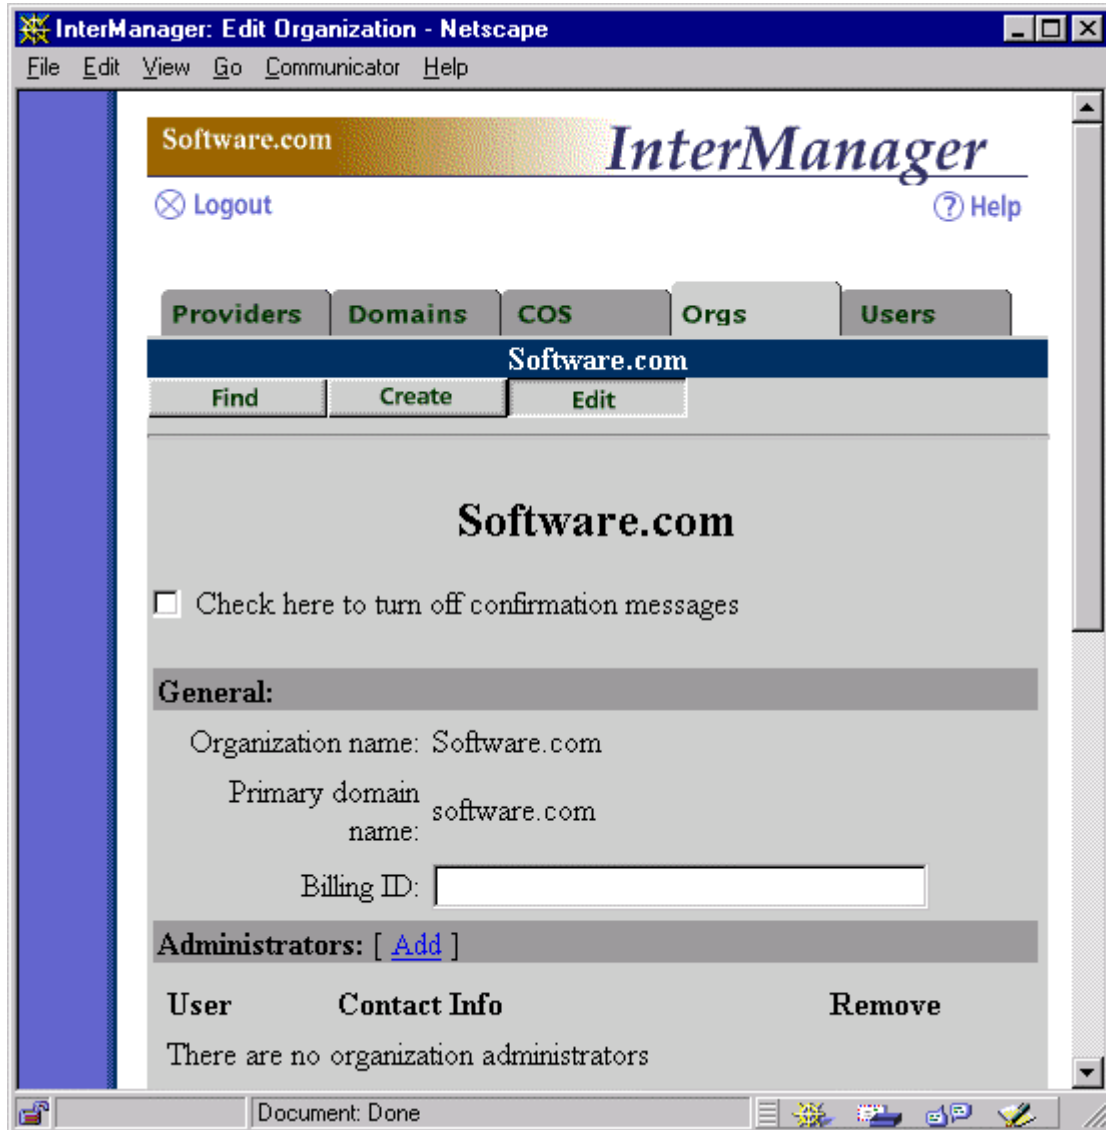 InterManager: Edit Organization - Netscape
File Edit View Go Communicator Help
Software.com InterManager
Logout Help
Providers Domains COS Orgs Users
Software.com
Find Create Edit
Software.com
Check here to turn off confirmation messages
General:
Organization name: Software.com
Primary domain
name: software.com
Billing ID:
Administrators: [ Add ]
User Contact Info Remove
There are no organization administrators
Document: Done